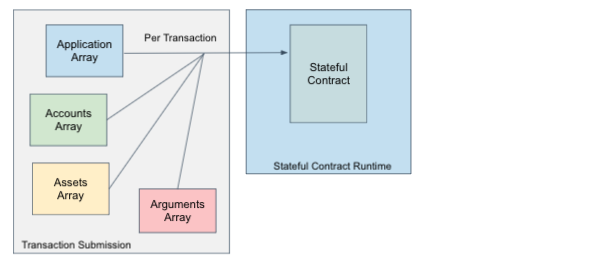 Application
Array
Per Transaction
Stateful
Contract
Accounts
Array
Assets
Array
Arguments
Array
Stateful Contract Runtime
Transaction Submission